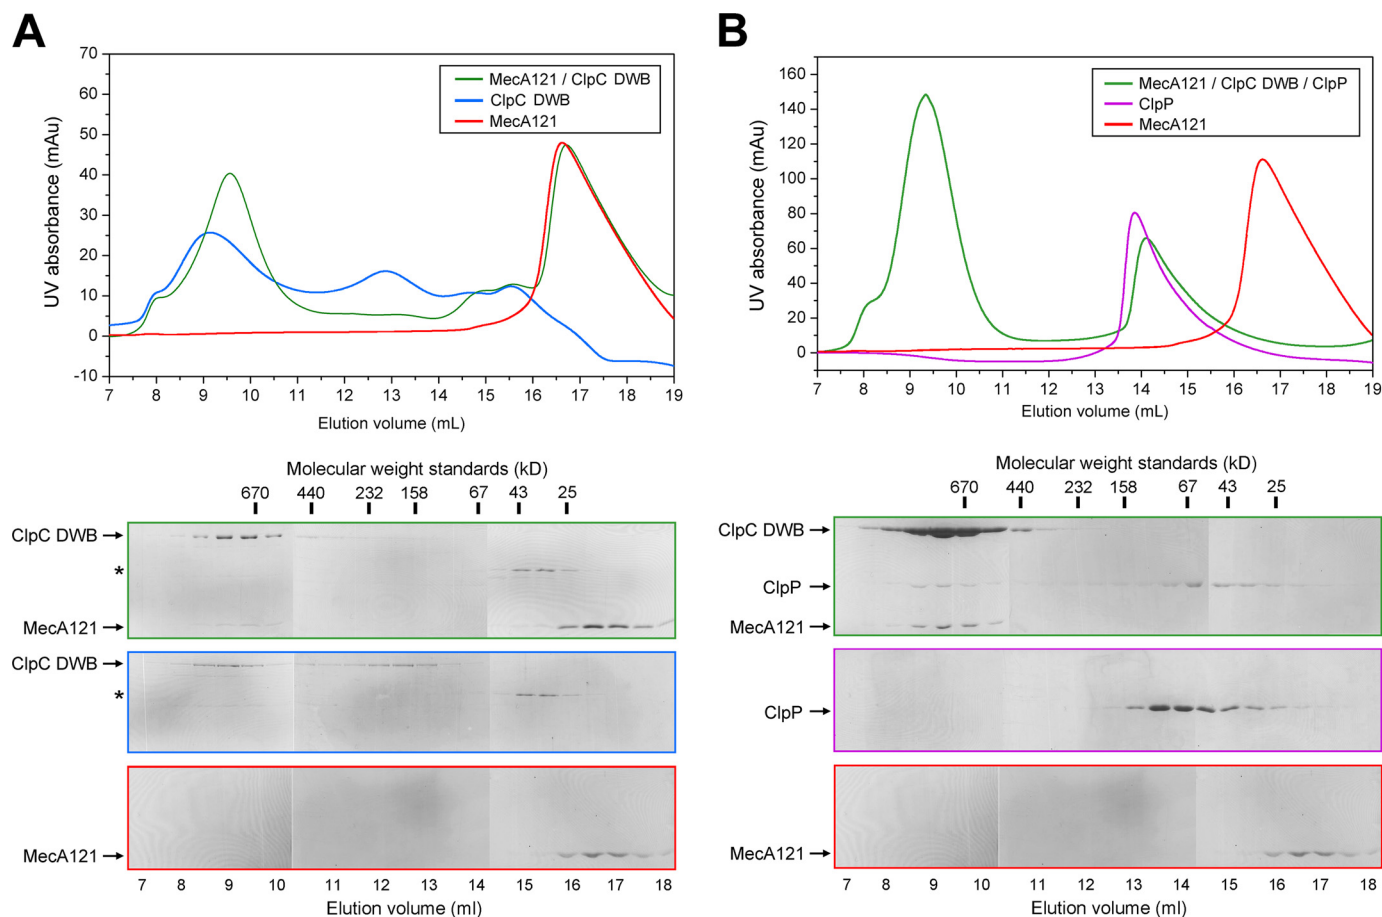 A
70
60
50
40
30
20
10
0
-10
UV absorbance (mAu)
MecA121 / ClpC DWB
ClpC DWB
MecA121
7 8 9 10 11 12 13 14 15 16 17 18 19
Elution volume (mL)
Molecular weight standards (kD)
670 440 232 158 67 43 25
ClpC DWB
*
MecA121
ClpC DWB
*
MecA121
7 8 9 10 11 12 13 15 16 17 18
Elution volume (ml)
B
160
140
120
100
80
60
40
20
0
UV absorbance (mAu)
MecA121 / ClpC DWB / ClpP
ClpP
MecA121
7 8 9 10 11 12 13 14 15 16 17 18 19
Elution volume (mL)
Molecular weight standards (kD)
670 440 232 158 67 43 25
ClpC DWB
ClpP
MecA121
ClpP
MecA121
7 8 9 10 11 12 13 14 15 16 17 18
Elution volume (ml)